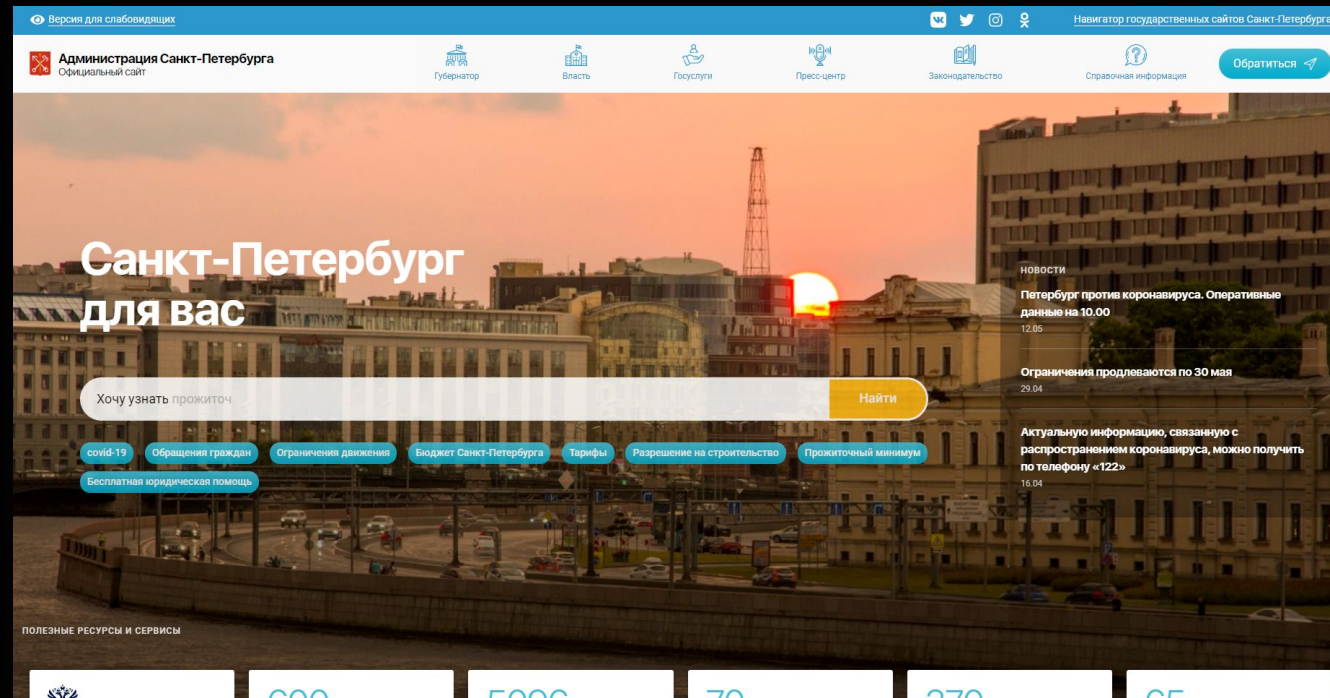 Версия для слабовидящих
Навигатор государственных сайтов Санкт-Петербурга
Администрация Санкт-Петербурга
Официальный сайт
Губернатор
Власть
Госуслуги
Пресс-центр
Законодательство
Справочная информация
Обратиться
Санкт-Петербург
для вас
Хочу узнать прожиточ
Найти
covid-19
Обращения граждан
Ограничения движения
Бюджет Санкт-Петербурга
Тарифы
Разрешение на строительство
Прожиточный минимум
Бесплатная юридическая помощь
НОВОСТИ
Петербург против коронавируса. Оперативные
данные на 10.00
12.05
Ограничения продлеваются по 30 мая
29.04
Актуальную информацию, связанную с
распространением коронавируса, можно получить
по телефону «122»
16.04
ПОЛЕЗНЫЕ РЕСУРСЫ И СЕРВИСЫ